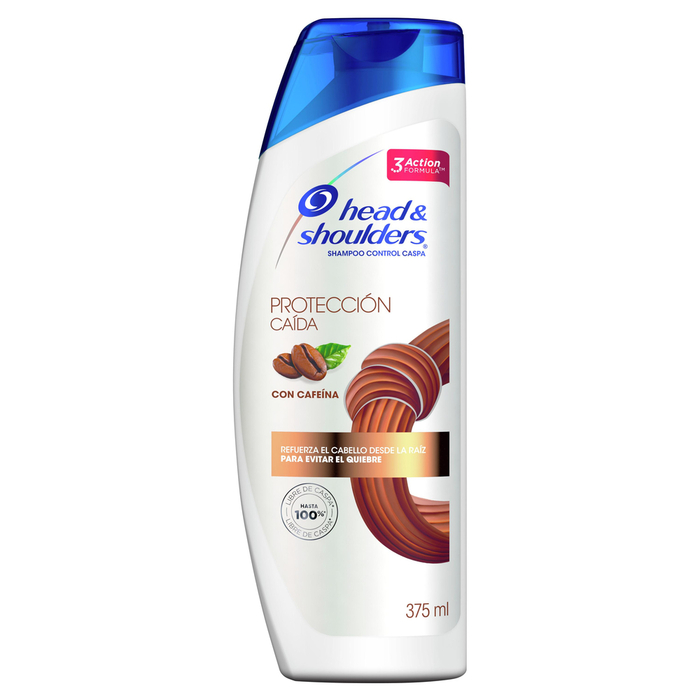 3 Action
FORMULA™
head &
shoulders®
SHAMPOO CONTROL CASPA
PROTECCIÓN
CAÍDA
CON CAFEÍNA
REFUERZA EL CABELLO DESDE LA RAÍZ
PARA EVITAR EL QUIEBRE
LIBRE DE CASPA*
HASTA
100%*
LIBRE DE CASPA*
375 ml